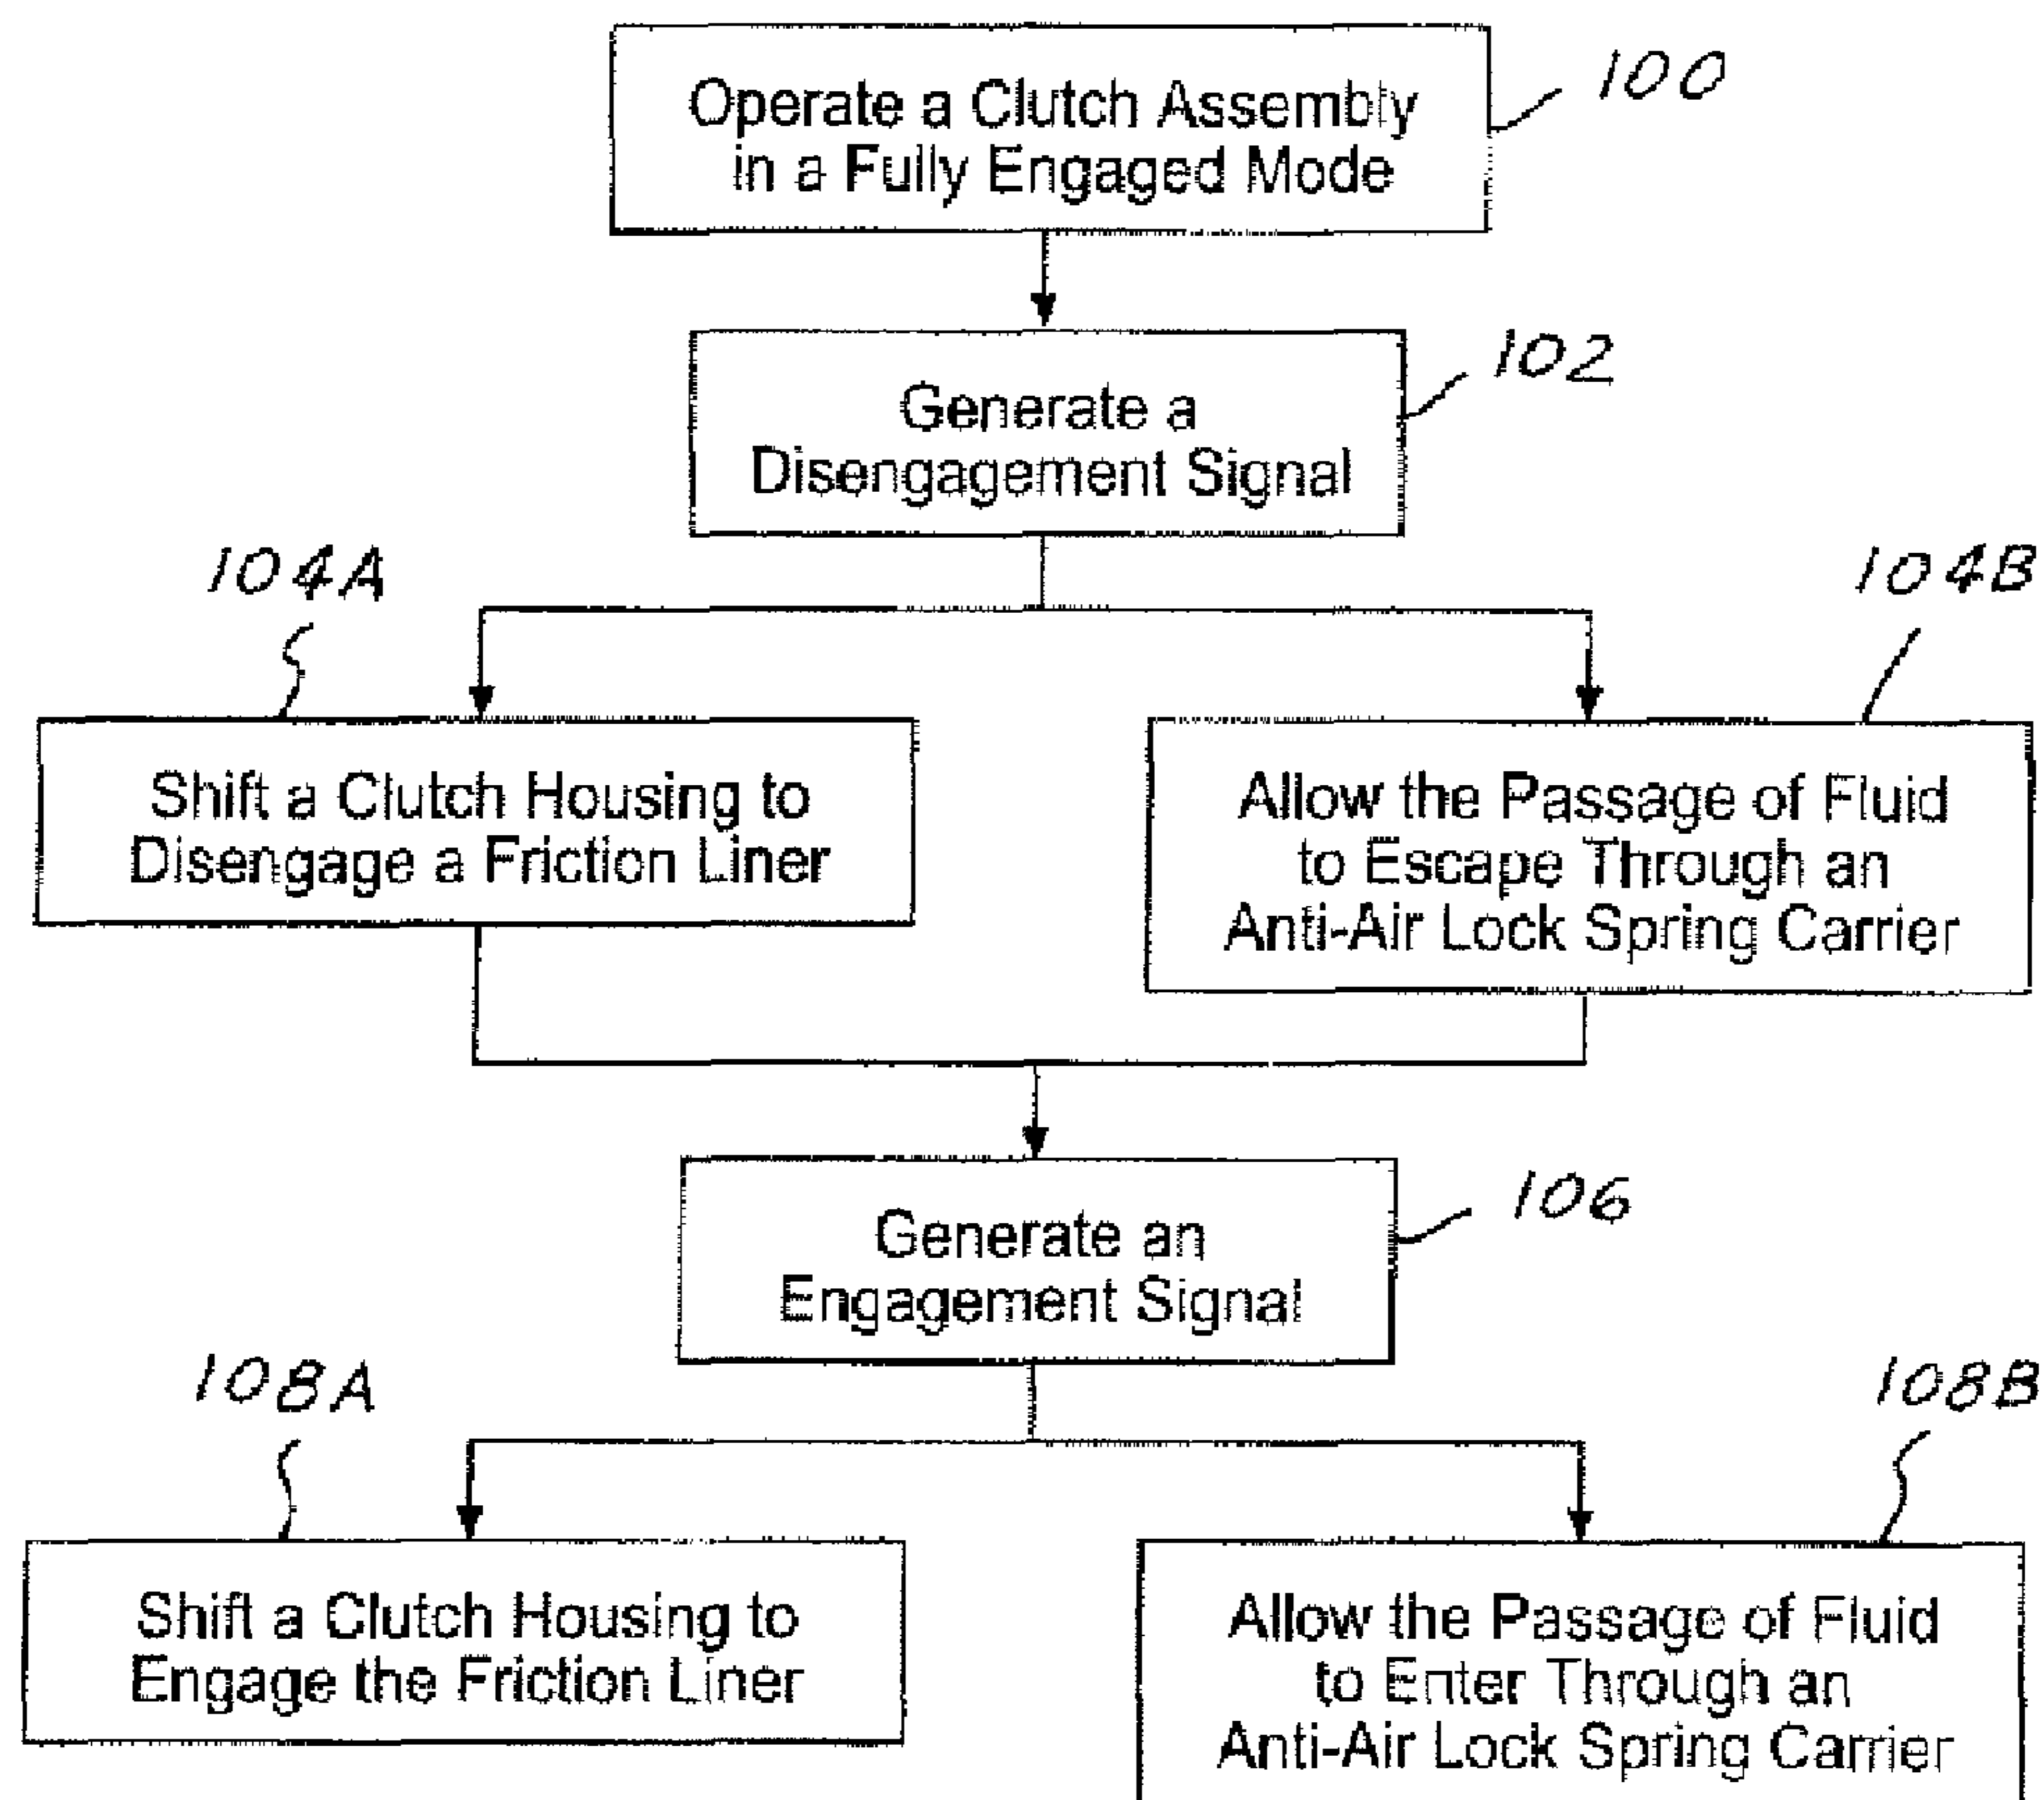 Operate a Clutch Assembly
in a Fully Engaged Mode
100
Generate a
Disengagement Signal
102
104A
104B
Shift a Clutch Housing to
Disengage a Friction Liner
Allow the Passage of Fluid
to Escape Through an
Anti-Air Lock Spring Carrier
Generate an
Engagement Signal
106
108A
108B
Shift a Clutch Housing to
Engage the Friction Liner
Allow the Passage of Fluid
to Enter Through an
Anti-Air Lock Spring Carrier